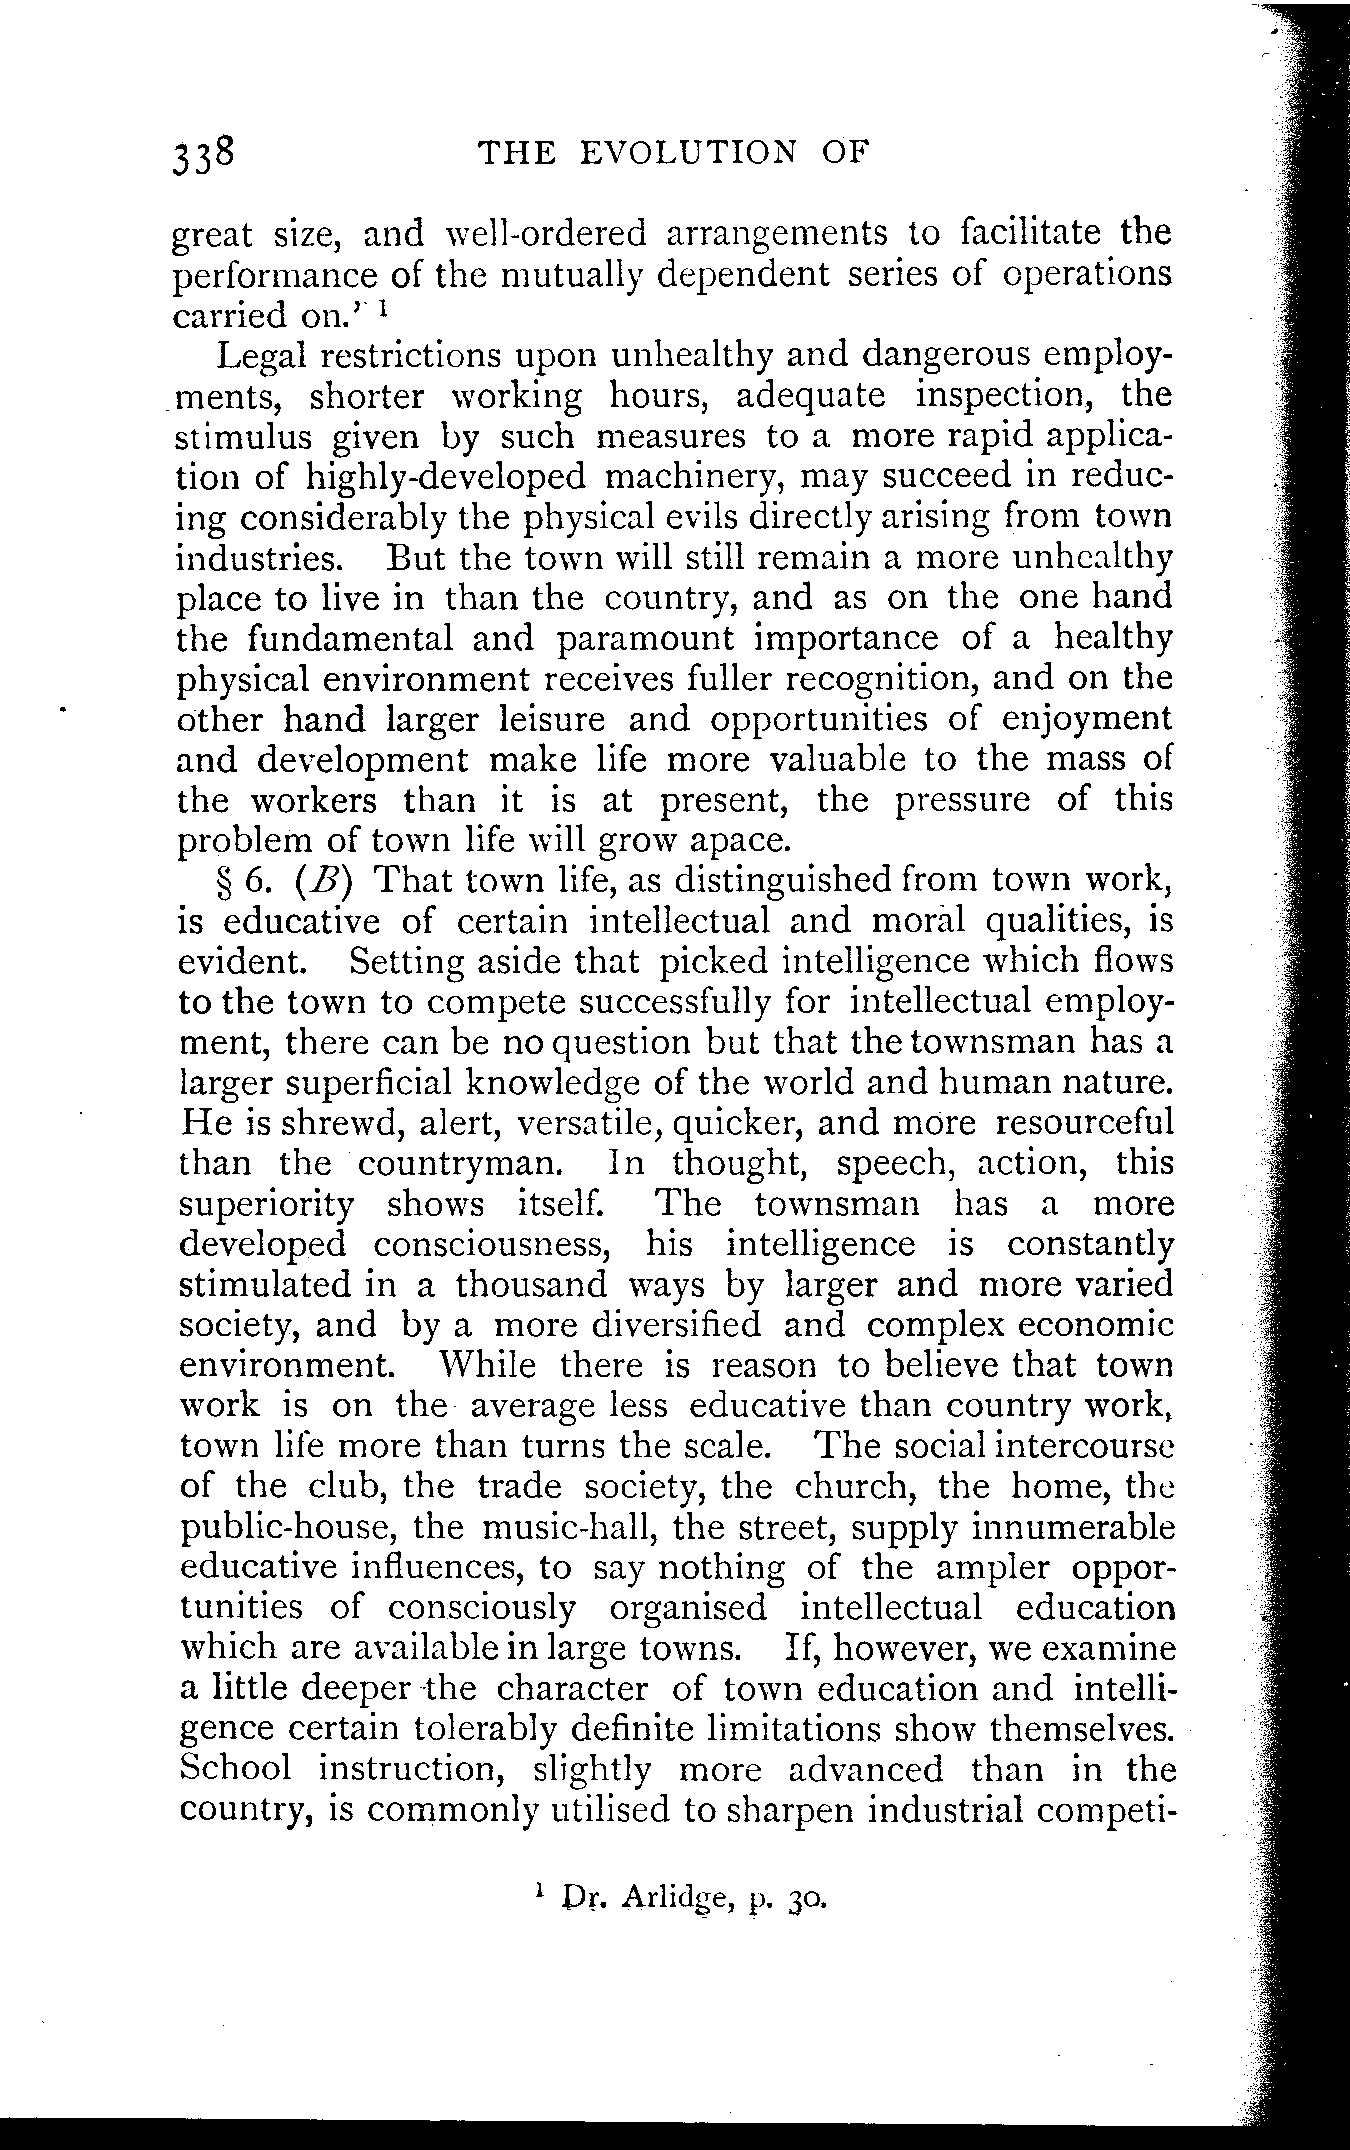 338 THE EVOLUTION OF
great size, and well-ordered arrangements to facilitate the
performance of the mutually dependent series of operations
carried on.’ 1
Legal restrictions upon unhealthy and dangerous employ-
ments, shorter working hours, adequate inspection, the
stimulus given by such measures to a more rapid applica-
tion of highly-developed machinery, may succeed in reduc-
ing considerably the physical evils directly arising from town
industries. But the town will still remain a more unhealthy
place to live in than the country, and as on the one hand
the fundamental and paramount importance of a healthy
physical environment receives fuller recognition, and on the
other hand larger leisure and opportunities of enjoyment
and development make life more valuable to the mass of
the workers than it is at present, the pressure of this
problem of town life will grow apace.
§ 6. (B) That town life, as distinguished from town work,
is educative of certain intellectual and moral qualities, is
evident. Setting aside that picked intelligence which flows
to the town to compete successfully for intellectual employ-
ment, there can be no question but that the townsman has a
larger superficial knowledge of the world and human nature.
He is shrewd, alert, versatile, quicker, and more resourceful
than the countryman. In thought, speech, action, this
superiority shows itself. The townsman has a more
developed consciousness, his intelligence is constantly
stimulated in a thousand ways by larger and more varied
society, and by a more diversified and complex economic
environment. While there is reason to believe that town
work is on the average less educative than country work,
town life more than turns the scale. The social intercourse
of the club, the trade society, the church, the home, the
public-house, the music-hall, the street, supply innumerable
educative influences, to say nothing of the ampler oppor-
tunities of consciously organised intellectual education
which are available in large towns. If, however, we examine
a little deeper the character of town education and intelli-
gence certain tolerably definite limitations show themselves.
School instruction, slightly more advanced than in the
country, is commonly utilised to sharpen industrial competi-
1 Dr. Arlidge, p. 30.